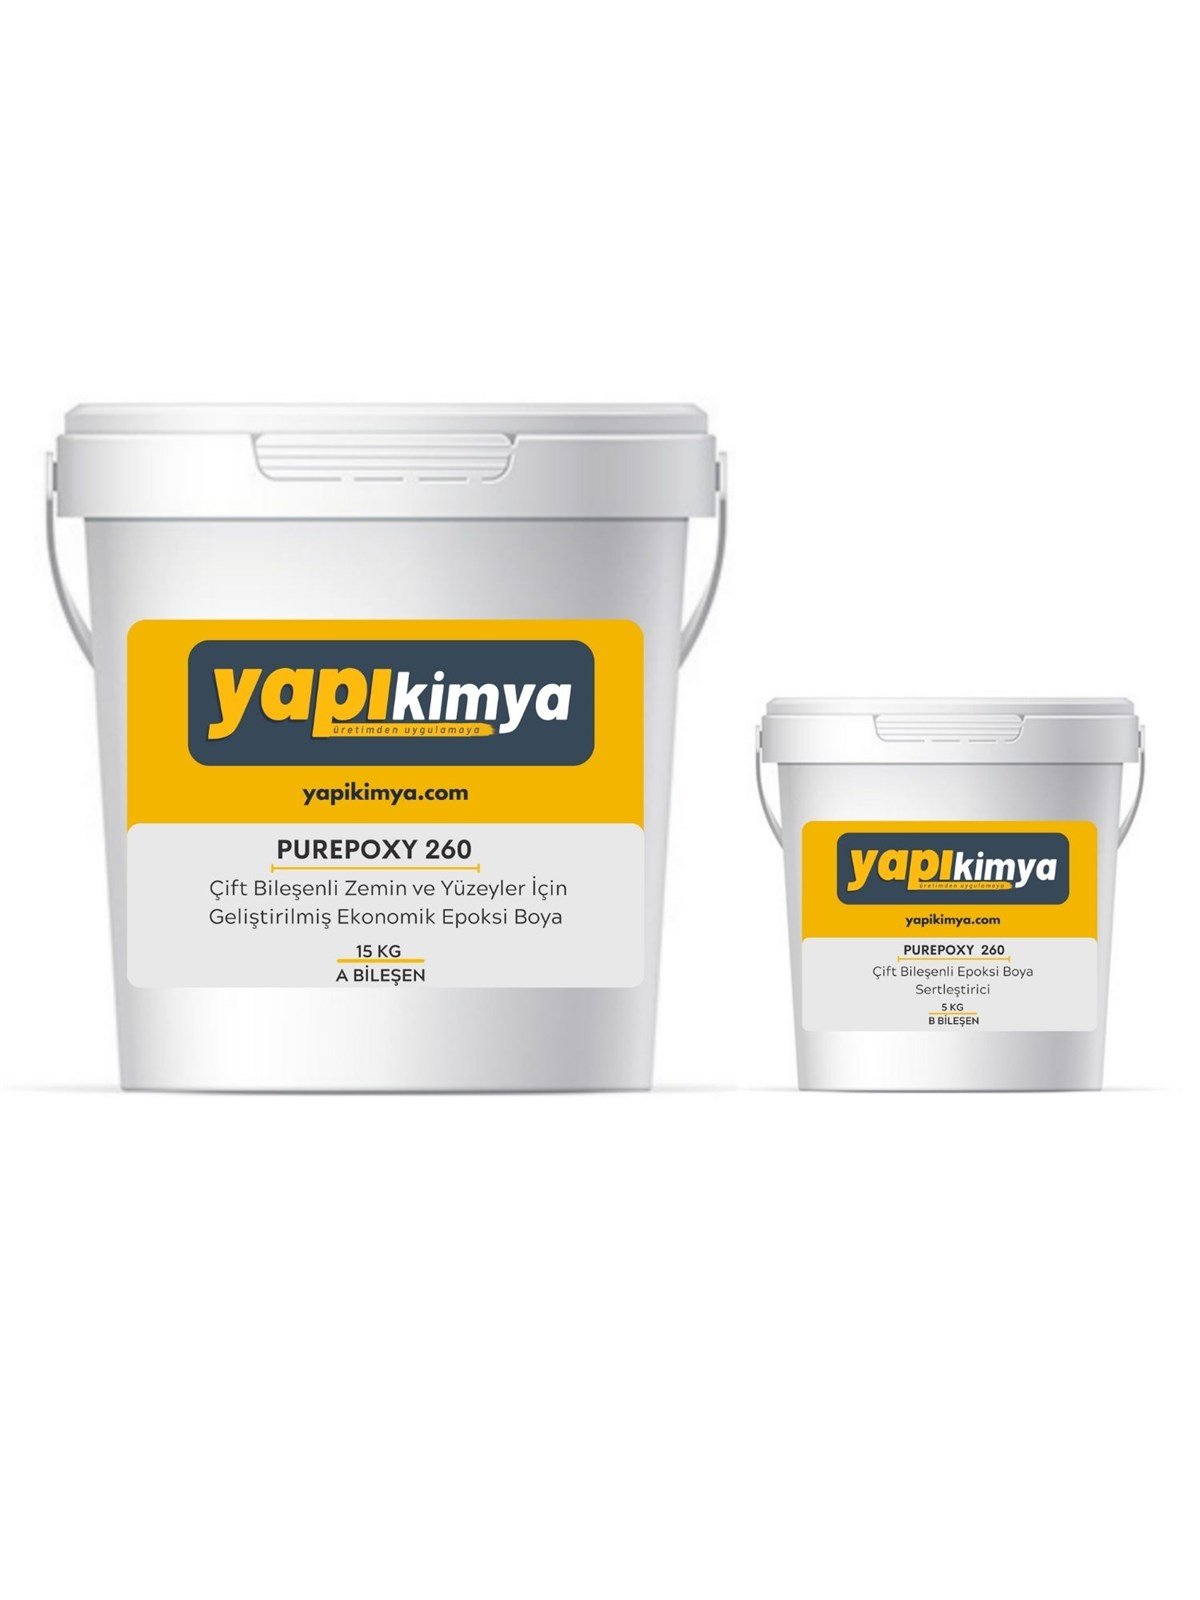 yapıkimya
üretimden uygulamaya
yapikimya.com
PUREPOXY 260
Çift Bileşenli Zemin ve Yüzeyler İçin
Geliştirilmiş Ekonomik Epoksi Boya
15 KG
A BİLEŞEN
yapıkimya
üretimden uygulamaya
yapikimya.com
PUREPOXY 260
Çift Bileşenli Epoksi Boya
Sertleştirici
5 KG
B BİLEŞEN